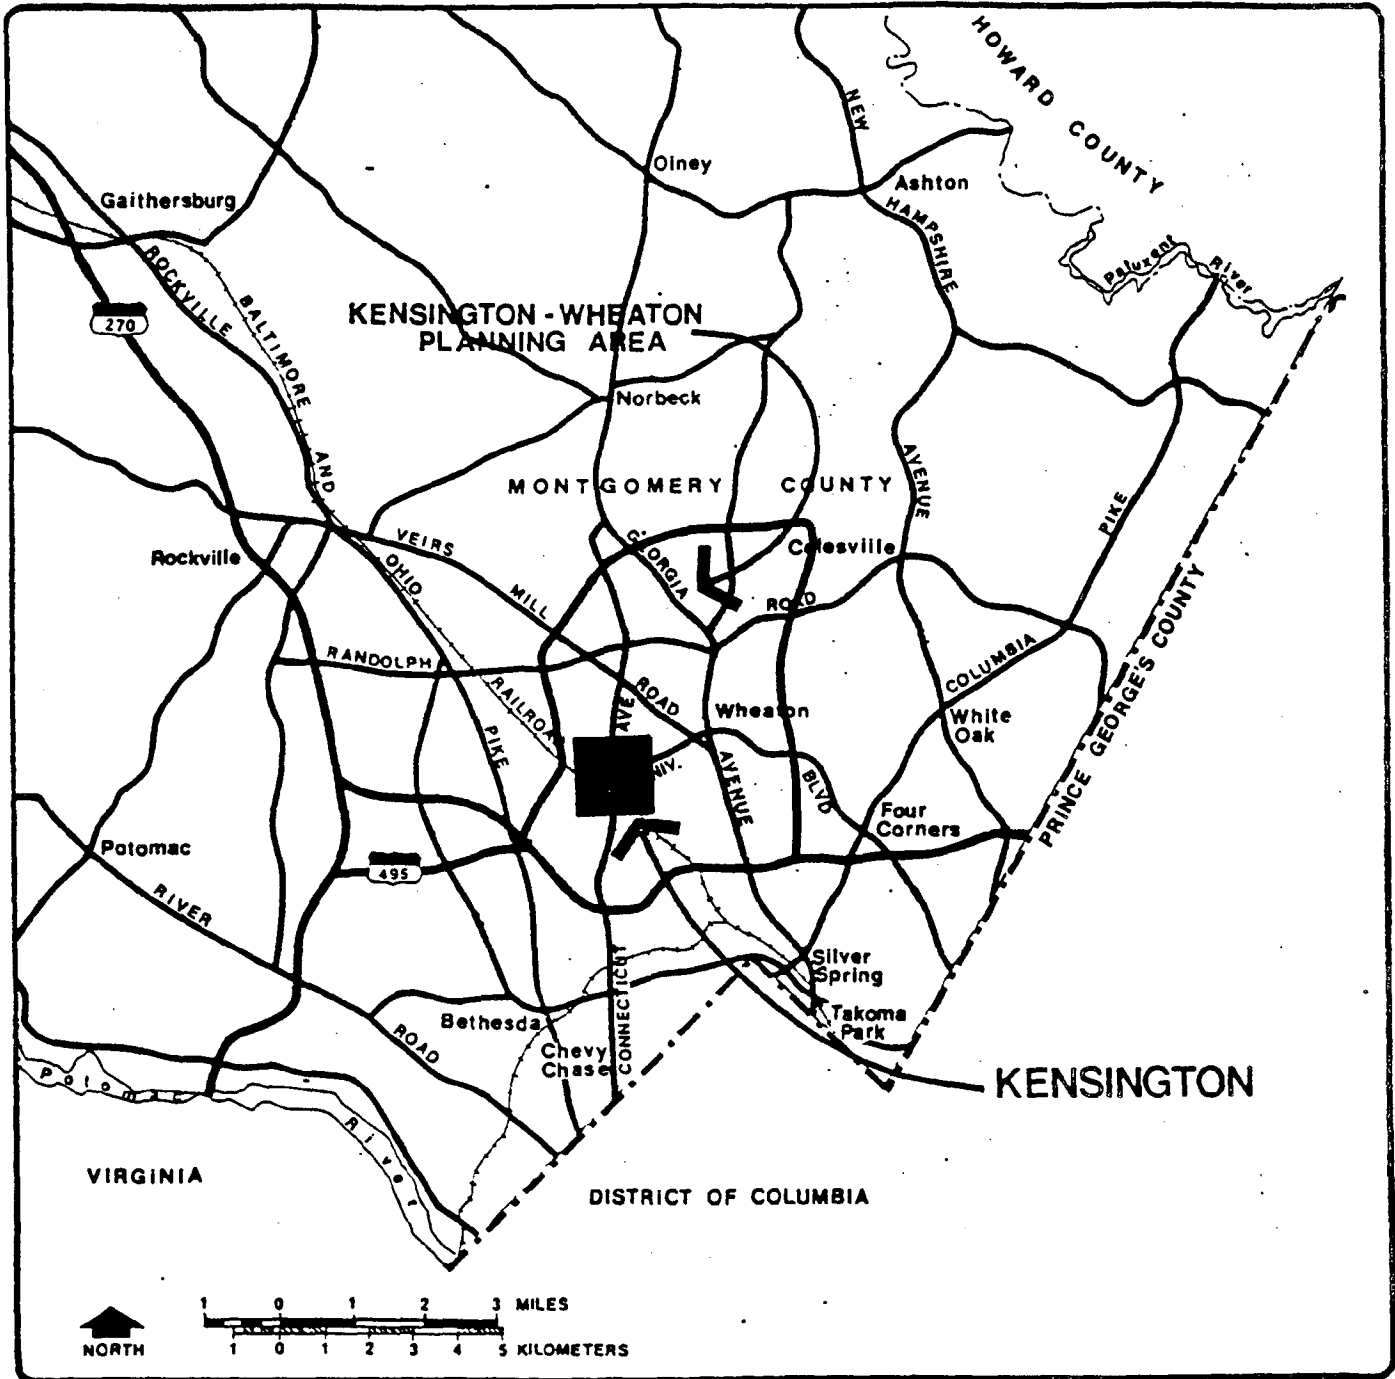 HOWARD COUNTY
NEW
Olney
Ashton
Gaithersburg
HAMPSHIRE
Patuxent River
ROCKVILLE
BALTIMORE
270
KENSINGTON - WHEATON
PLANNING AREA
Norbeck
AND
MONTGOMERY COUNTY
AVENUE
PIKE
VEIRS
GEORGIA
Colesville
Rockville
OHIO
MILL
ROAD
RANDOLPH
COLUMBIA
PRINCE GEORGE'S COUNTY
RAILROAD
ROAD
AVE
Wheaton
White
Oak
PIKE
UNIV.
AVENUE
BLVD
Four
Corners
Potomac
495
RIVER
Silver
Spring
CONNECTICUT
Takoma
Park
Bethesda
ROAD
Chevy
Chase
KENSINGTON
Potomac
River
VIRGINIA
DISTRICT OF COLUMBIA
1 0 1 2 3 MILES
NORTH
1 0 1 2 3 4 5 KILOMETERS